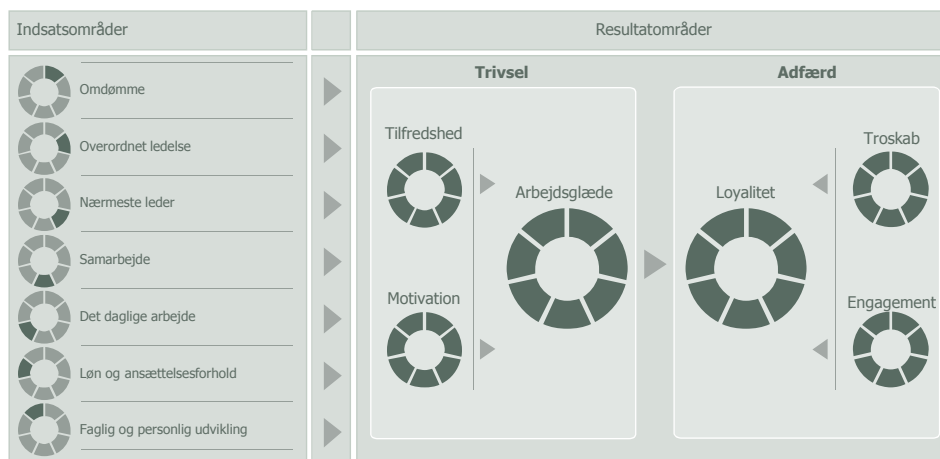 Indsatsområder
Resultatområder
Omdømme
Overordnet ledelse
Nærmeste leder
Samarbejde
Det daglige arbejde
Løn og ansættelsesforhold
Faglig og personlig udvikling
Trivsel
Tilfredshed
Arbejdsglæde
Motivation
Adfærd
Loyalitet
Troskab
Engagement